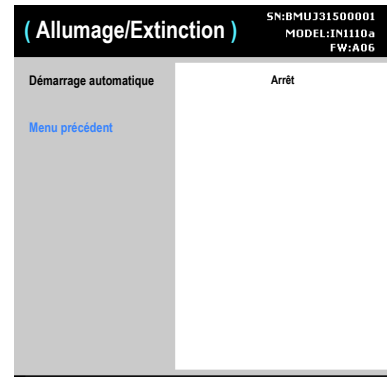 ( Allumage/Extinction )
SN:BMUJ31500001
MODEL:IN1110a
FW:A06
Démarrage automatique Arrêt
Menu précédent